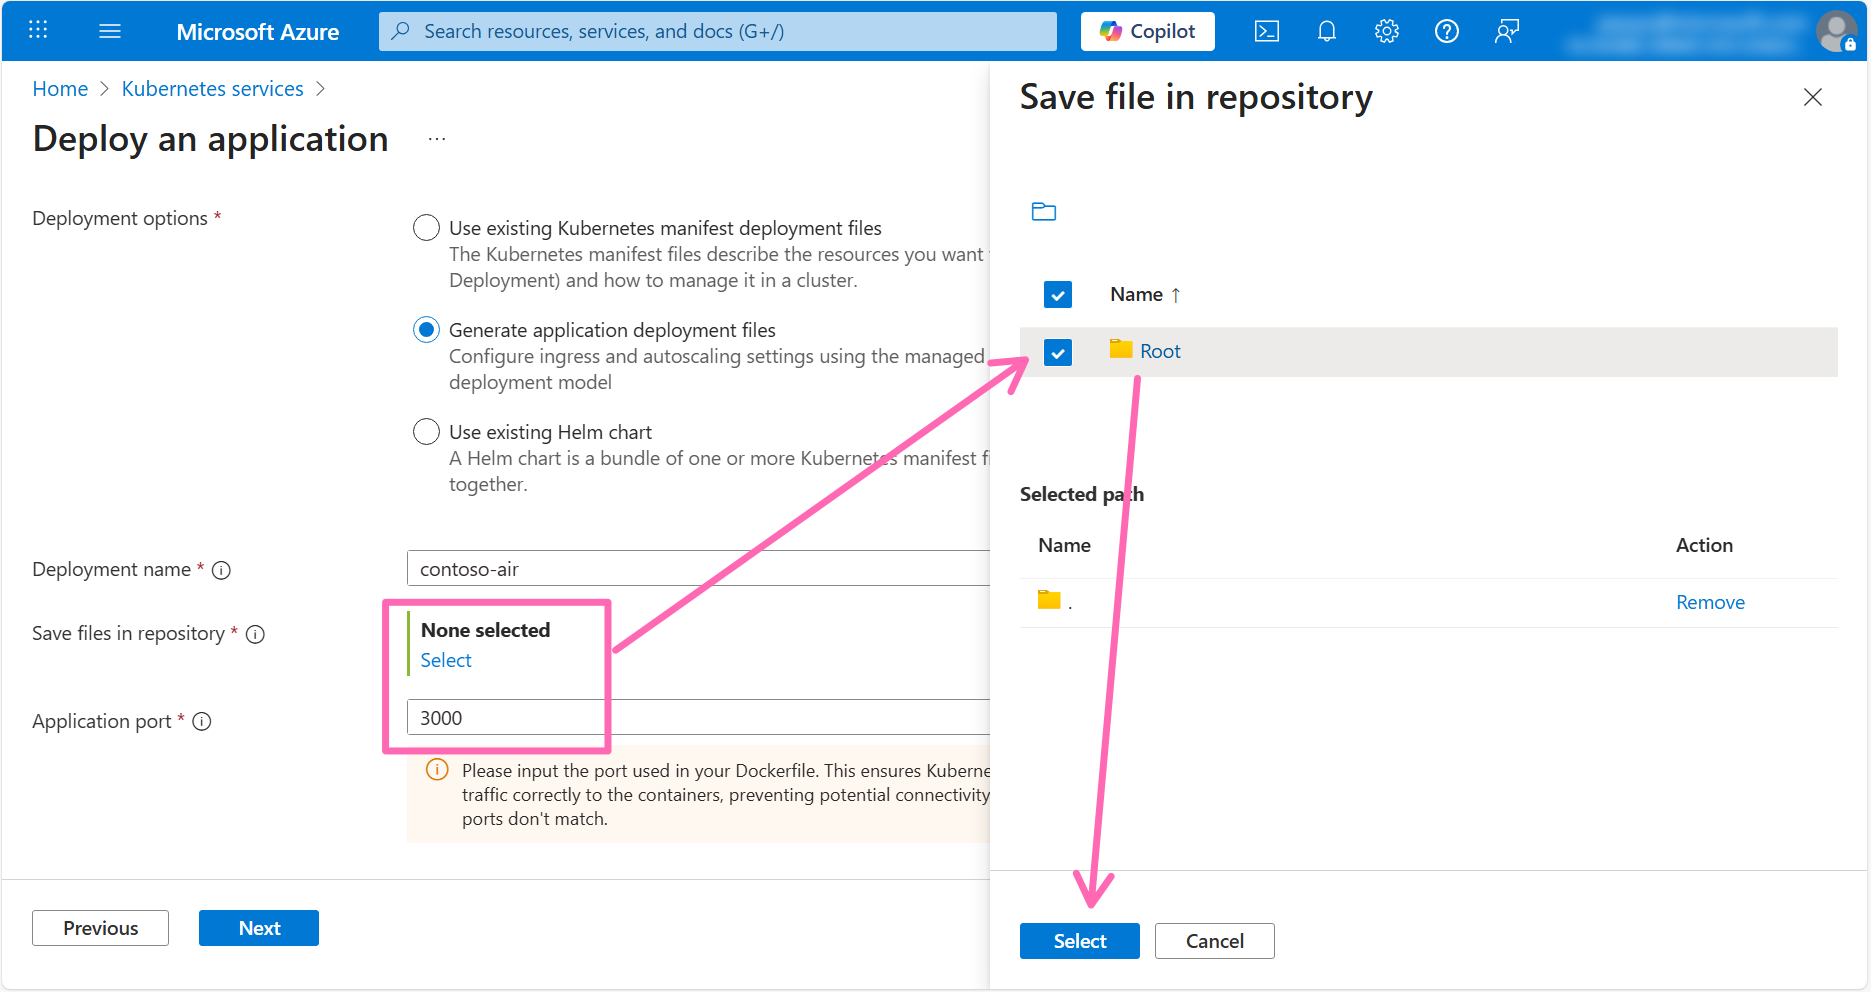 Microsoft Azure
Search resources, services, and docs (G+/)
Copilot
Home > Kubernetes services >
Deploy an application ...
Deployment options *
Use existing Kubernetes manifest deployment files
The Kubernetes manifest files describe the resources you want
Deployment) and how to manage it in a cluster.
Generate application deployment files
Configure ingress and autoscaling settings using the managed
deployment model
Use existing Helm chart
A Helm chart is a bundle of one or more Kubernetes manifest fi
together.
Deployment name *
contoso-air
Save files in repository *
None selected
Select
Application port *
3000
Please input the port used in your Dockerfile. This ensures Kuberne
traffic correctly to the containers, preventing potential connectivity
ports don't match.
Previous
Next
Save file in repository
Name ↑
Root
Selected path
Name
Action
.
Remove
Select
Cancel